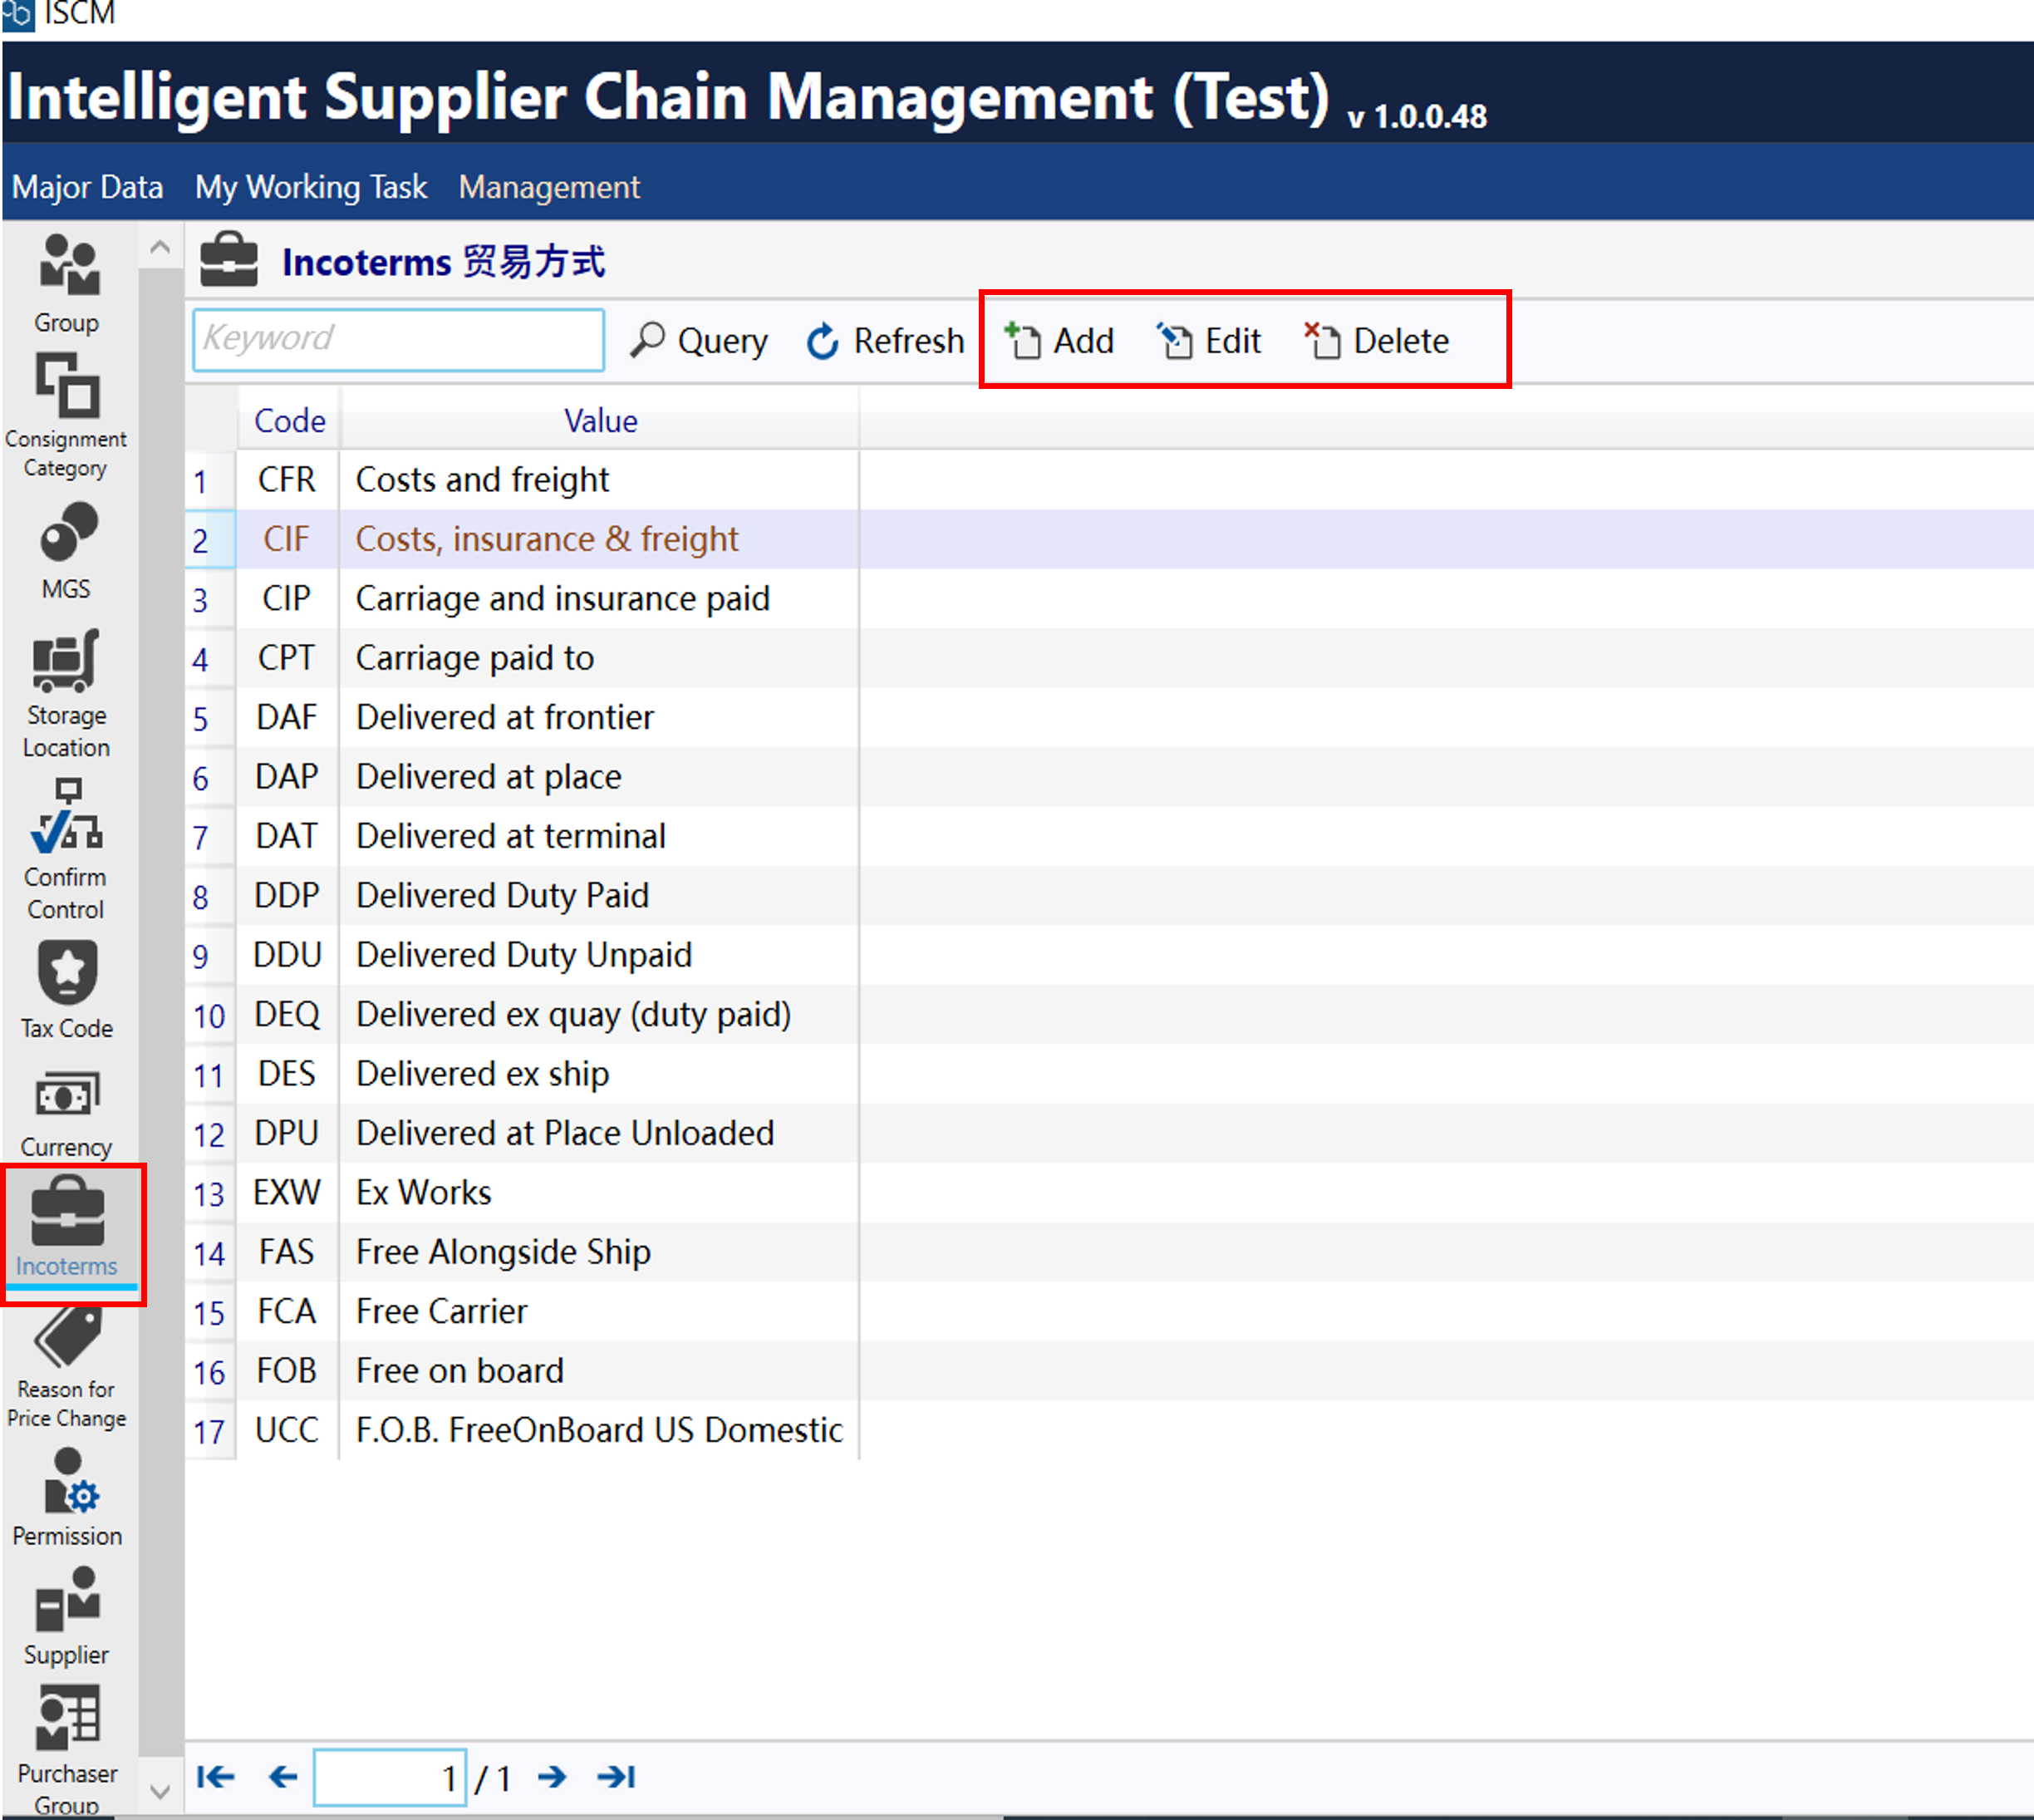 ISCM
Intelligent Supplier Chain Management (Test) v 1.0.0.48
Major Data My Working Task Management
Group
Consignment
Category
MGS
Storage
Location
Confirm
Control
Tax Code
Currency
Incoterms
Reason for
Price Change
Permission
Supplier
Purchaser
Group
Incoterms 贸易方式
Keyword Query Refresh Add Edit Delete
Code Value
1 CFR Costs and freight
2 CIF Costs, insurance & freight
3 CIP Carriage and insurance paid
4 CPT Carriage paid to
5 DAF Delivered at frontier
6 DAP Delivered at place
7 DAT Delivered at terminal
8 DDP Delivered Duty Paid
9 DDU Delivered Duty Unpaid
10 DEQ Delivered ex quay (duty paid)
11 DES Delivered ex ship
12 DPU Delivered at Place Unloaded
13 EXW Ex Works
14 FAS Free Alongside Ship
15 FCA Free Carrier
16 FOB Free on board
17 UCC F.O.B. FreeOnBoard US Domestic
1 / 1